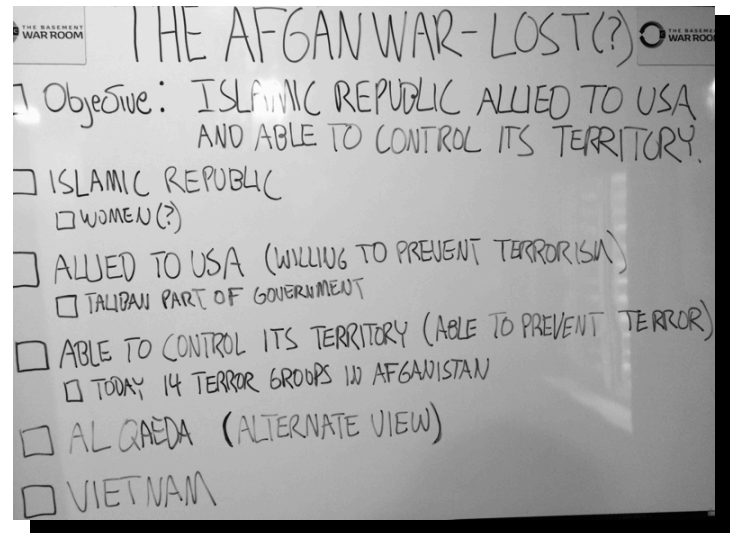 THE BASEMENT
WAR ROOM
THE AFGAN WAR - LOST(?)
THE BASEMENT
WAR ROOM
Objective: ISLAMIC REPUBLIC ALLIED TO USA
AND ABLE TO CONTROL ITS TERRITORY.
ISLAMIC REPUBLIC
WOMEN(?)
ALLIED TO USA (WILLING TO PREVENT TERRORISM)
TALIBAN PART OF GOVERNMENT
ABLE TO CONTROL ITS TERRITORY (ABLE TO PREVENT TERROR)
TODAY 14 TERROR GROUPS IN AFGANISTAN
AL QAEDA (ALTERNATE VIEW)
VIETNAM